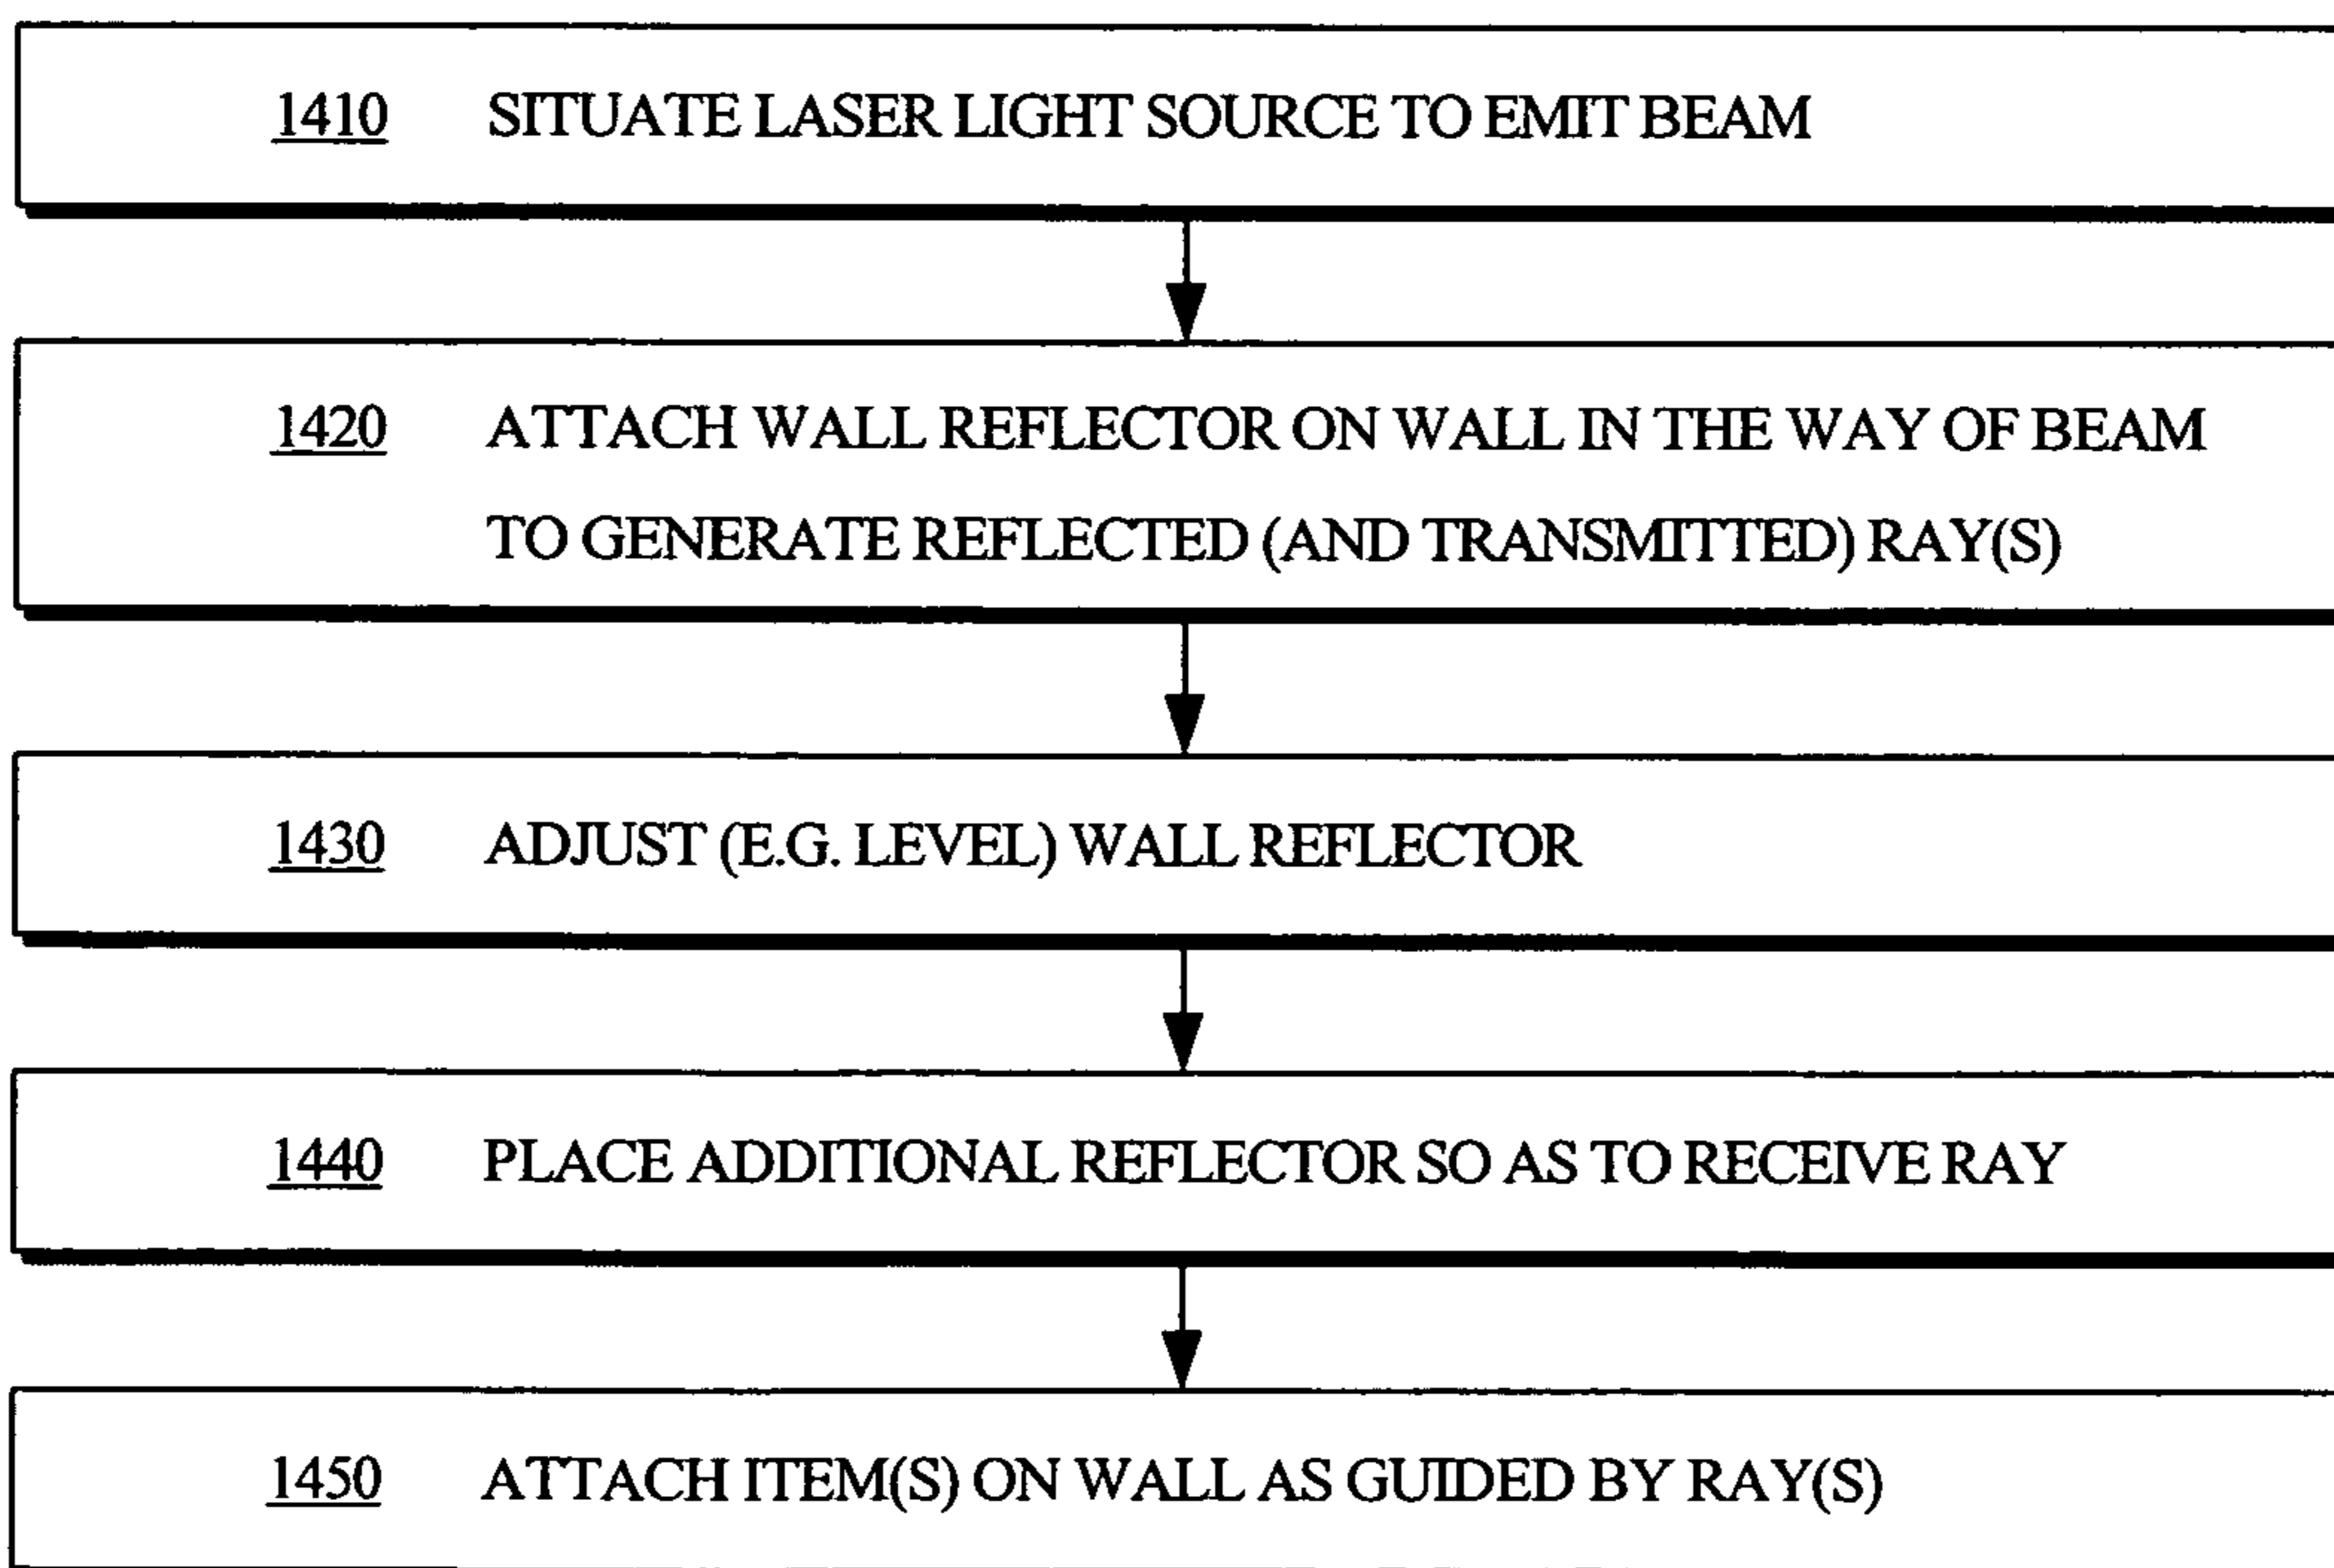 1410 SITUATE LASER LIGHT SOURCE TO EMIT BEAM
1420 ATTACH WALL REFLECTOR ON WALL IN THE WAY OF BEAM
TO GENERATE REFLECTED (AND TRANSMITTED) RAY(S)
1430 ADJUST (E.G. LEVEL) WALL REFLECTOR
1440 PLACE ADDITIONAL REFLECTOR SO AS TO RECEIVE RAY
1450 ATTACH ITEM(S) ON WALL AS GUIDED BY RAY(S)